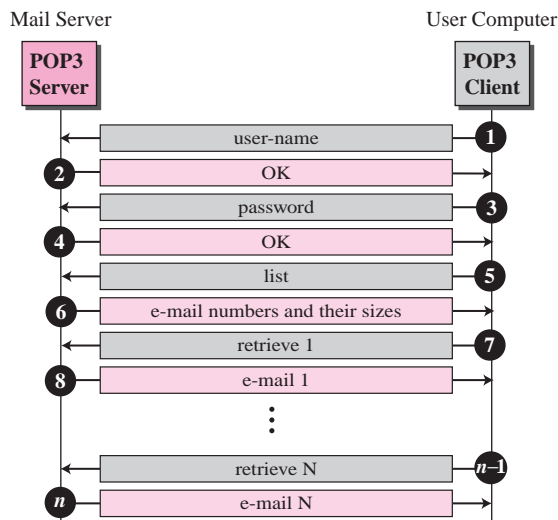 Mail Server
User Computer
POP3
Server
POP3
Client
user-name
1
2
OK
password
3
4
OK
list
5
6
e-mail numbers and their sizes
retrieve 1
7
8
e-mail 1
retrieve N
n–1
n
e-mail N